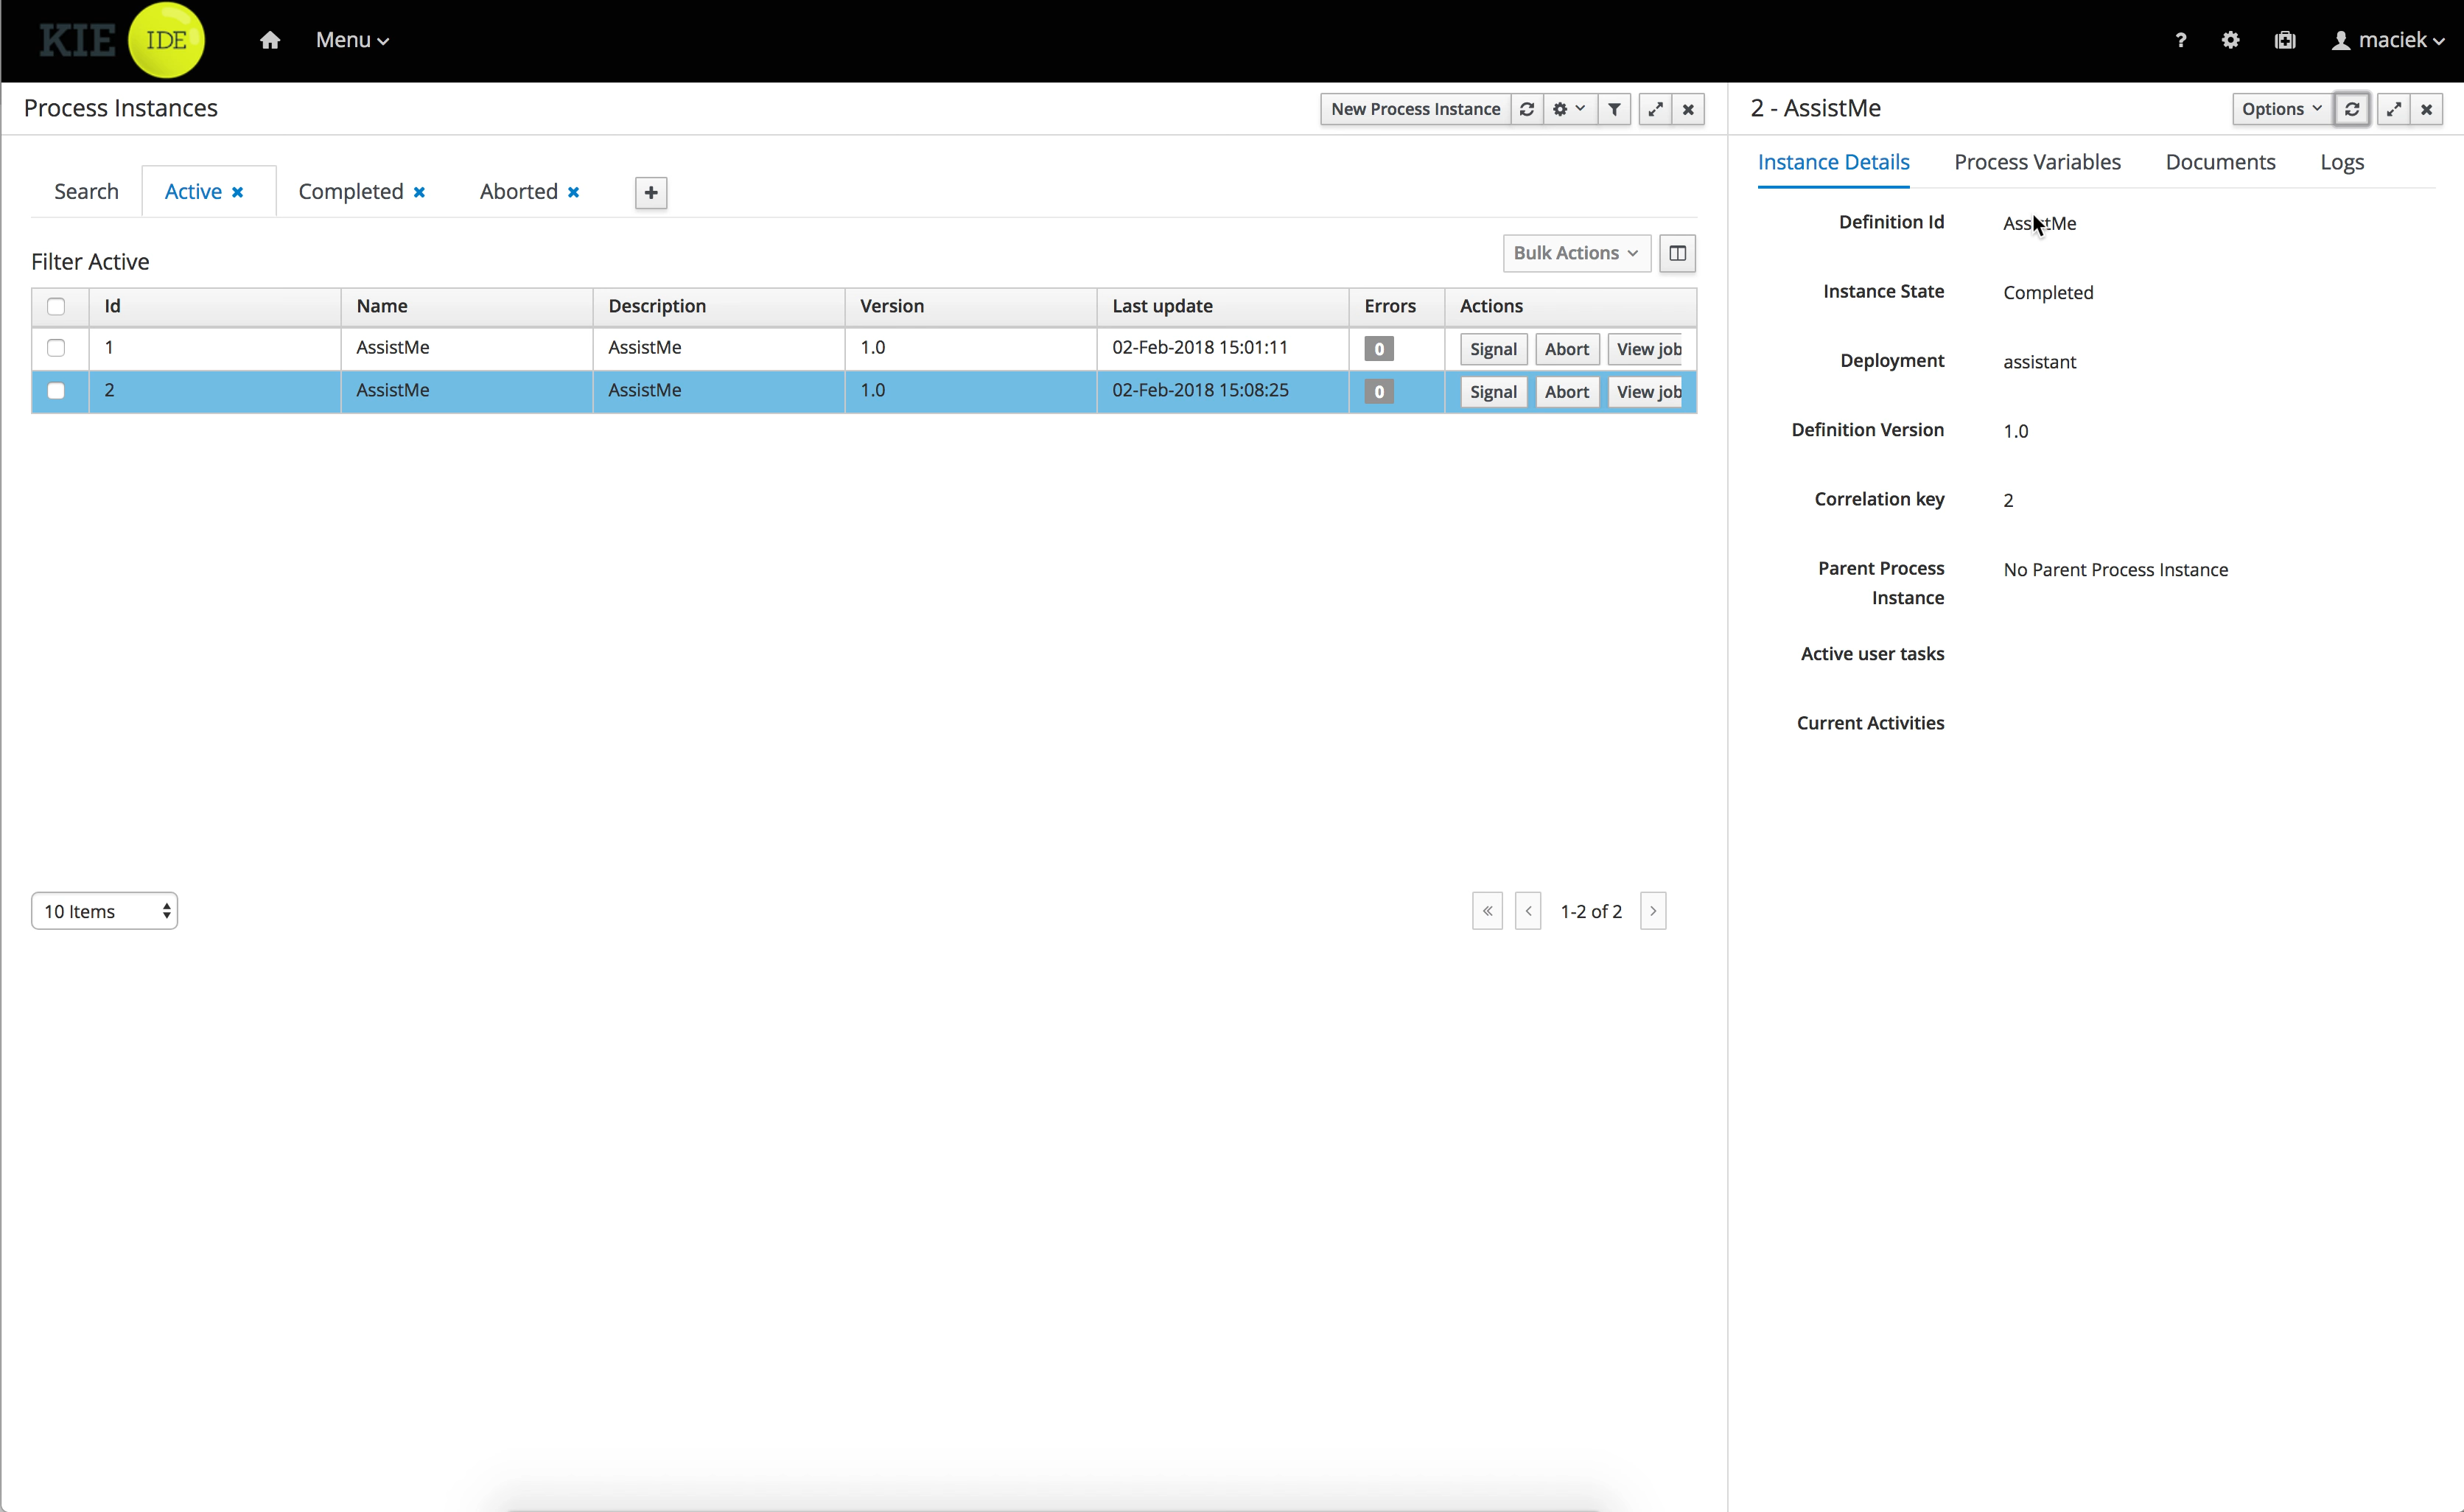 KIE IDE Menu ? maciek
Process Instances New Process Instance
Search Active Completed Aborted
Filter Active Bulk Actions
Id Name Description Version Last update Errors Actions
1 AssistMe AssistMe 1.0 02-Feb-2018 15:01:11 0 Signal Abort View job
2 AssistMe AssistMe 1.0 02-Feb-2018 15:08:25 0 Signal Abort View job
10 Items « < 1-2 of 2 >
2 - AssistMe Options
Instance Details Process Variables Documents Logs
Definition Id AssistMe
Instance State Completed
Deployment assistant
Definition Version 1.0
Correlation key 2
Parent Process No Parent Process Instance
Instance
Active user tasks
Current Activities